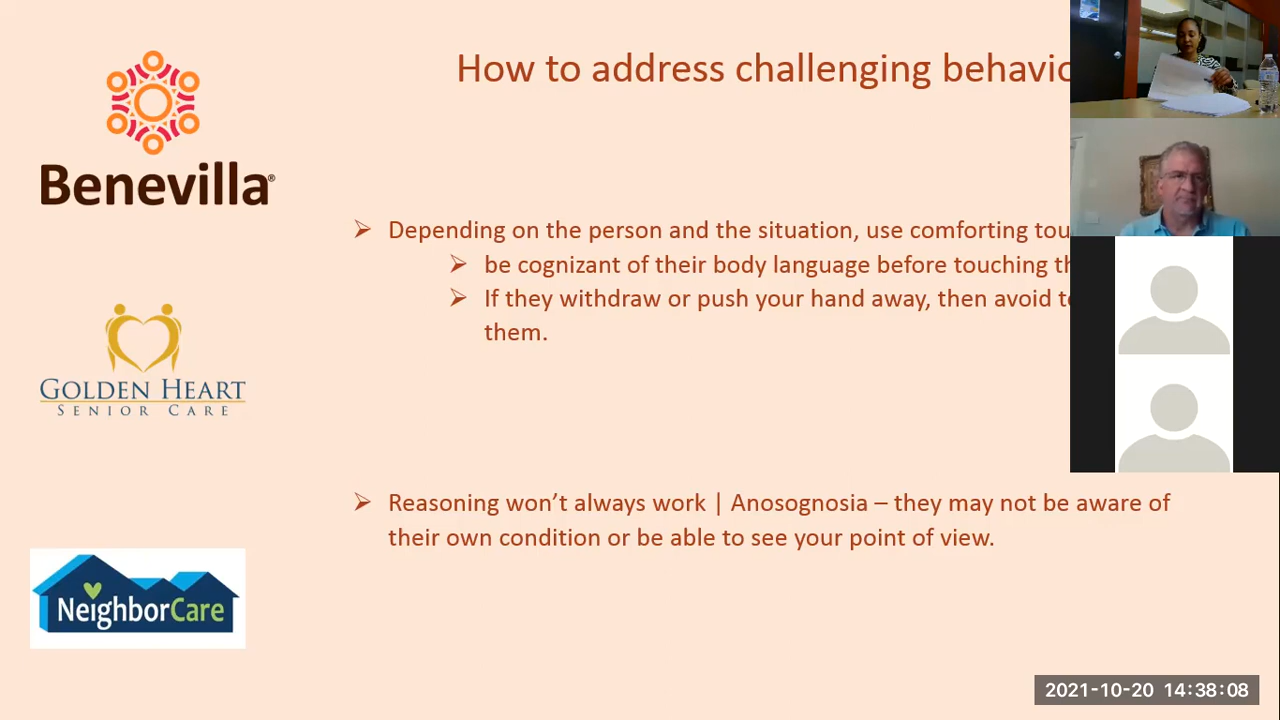 How to address challenging
Benevilla®
Depending on the person and the situation, use comforting
be cognizant of their body language before touching
If they withdraw or push your hand away, then avoid
them.
GOLDEN HEART
SENIOR CARE
Reasoning won’t always work | Anosognosia – they may not be aware of
their own condition or be able to see your point of view.
NeighborCare
2021-10-20 14:38:08